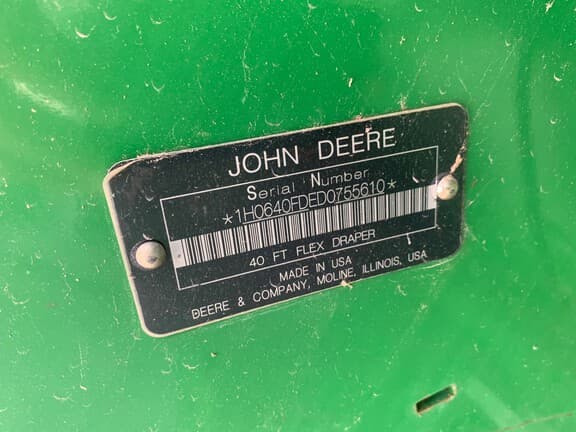 JOHN DEERE
Serial Number
*1H0640FDED0755610*
40 FT FLEX DRAPER
MADE IN USA
DEERE & COMPANY, MOLINE, ILLINOIS, USA